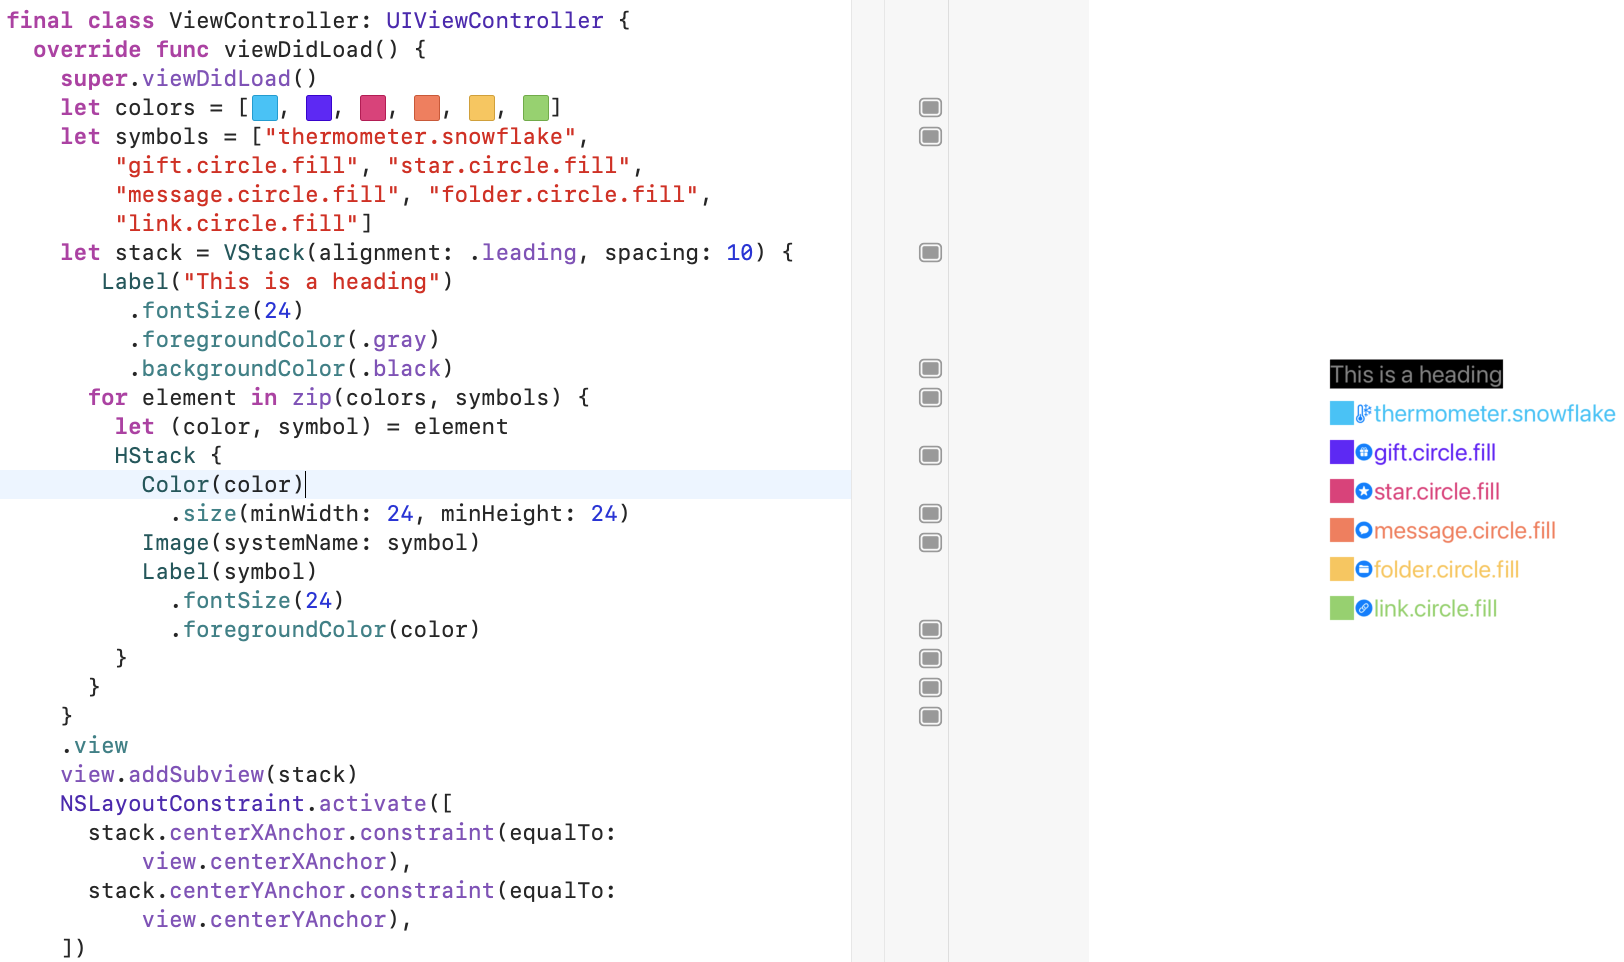 final class ViewController: UIViewController {
override func viewDidLoad() {
super.viewDidLoad()
let colors = [ , , , , , ]
let symbols = ["thermometer.snowflake",
"gift.circle.fill", "star.circle.fill",
"message.circle.fill", "folder.circle.fill",
"link.circle.fill"]
let stack = VStack(alignment: .leading, spacing: 10) {
Label("This is a heading")
.fontSize(24)
.foregroundColor(.gray)
.backgroundColor(.black)
for element in zip(colors, symbols) {
let (color, symbol) = element
HStack {
Color(color)
.size(minWidth: 24, minHeight: 24)
Image(systemName: symbol)
Label(symbol)
.fontSize(24)
.foregroundColor(color)
}
}
}
.view
view.addSubview(stack)
NSLayoutConstraint.activate([
stack.centerXAnchor.constraint(equalTo:
view.centerXAnchor),
stack.centerYAnchor.constraint(equalTo:
view.centerYAnchor),
])
This is a heading
thermometer.snowflake
gift.circle.fill
star.circle.fill
message.circle.fill
folder.circle.fill
link.circle.fill